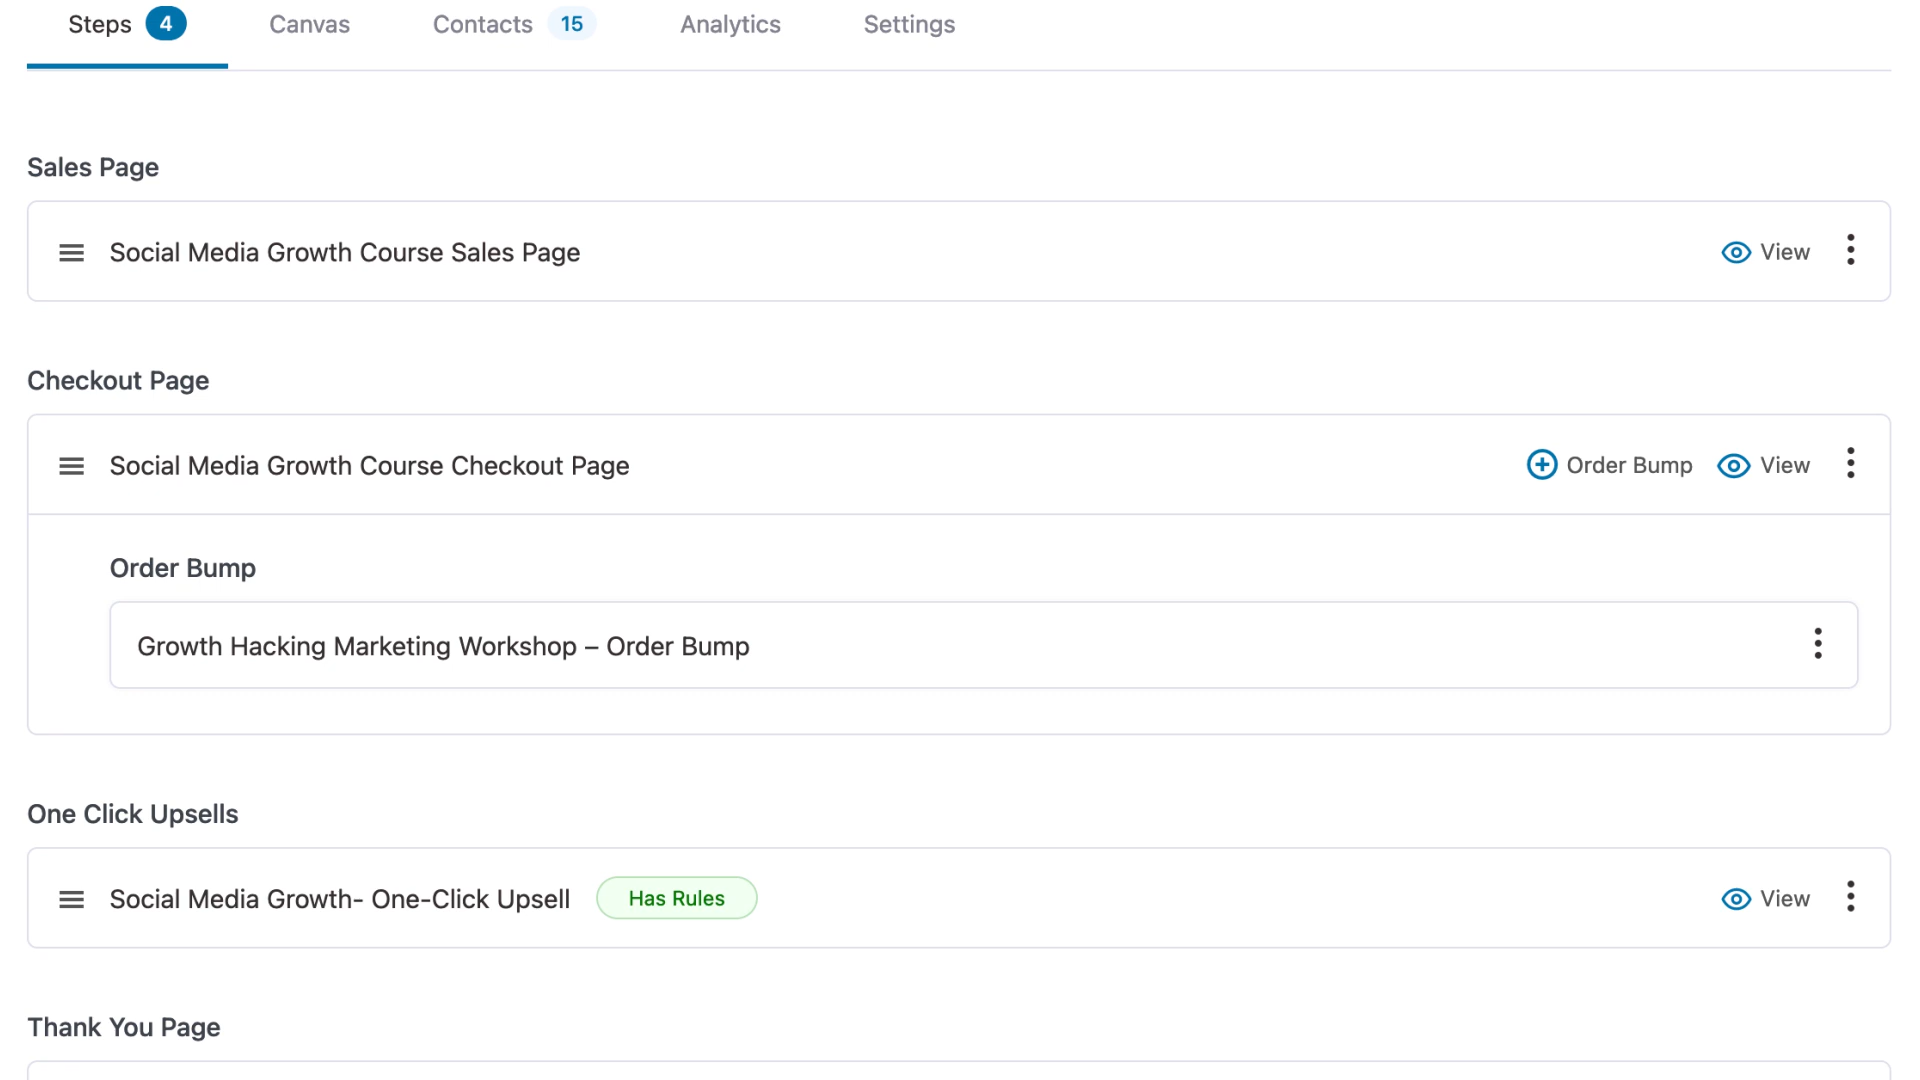 Steps 4 Canvas Contacts 15 Analytics Settings
Sales Page
Social Media Growth Course Sales Page View
Checkout Page
Social Media Growth Course Checkout Page Order Bump View
Order Bump
Growth Hacking Marketing Workshop – Order Bump
One Click Upsells
Social Media Growth- One-Click Upsell Has Rules View
Thank You Page